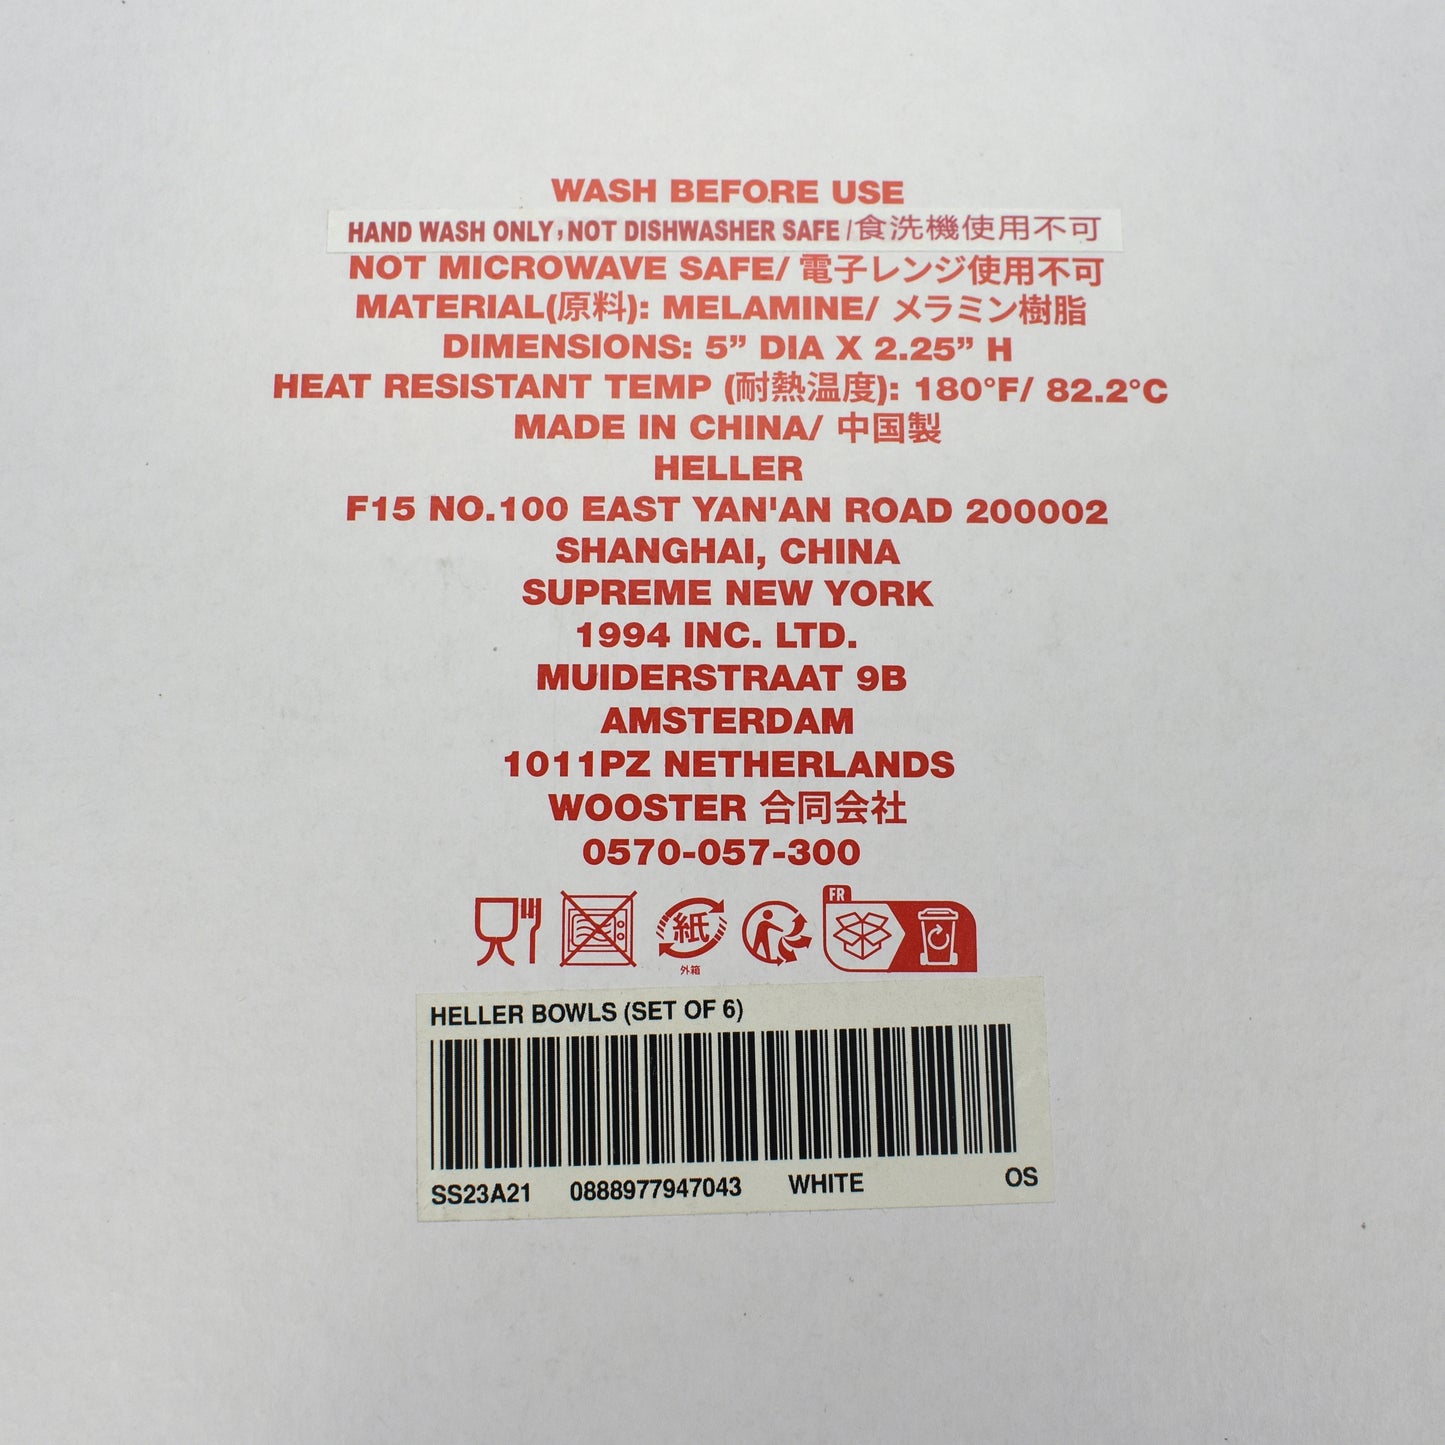 WASH BEFORE USE
HAND WASH ONLY, NOT DISHWASHER SAFE /食洗機使用不可
NOT MICROWAVE SAFE/ 電子レンジ使用不可
MATERIAL(原料): MELAMINE/ メラミン樹脂
DIMENSIONS: 5” DIA X 2.25” H
HEAT RESISTANT TEMP (耐熱温度): 180°F/ 82.2°C
MADE IN CHINA/ 中国製
HELLER
F15 NO.100 EAST YAN'AN ROAD 200002
SHANGHAI, CHINA
SUPREME NEW YORK
1994 INC. LTD.
MUIDERSTRAAT 9B
AMSTERDAM
1011PZ NETHERLANDS
WOOSTER 合同会社
0570-057-300
FR
紙
外箱
HELLER BOWLS (SET OF 6)
SS23A21 0888977947043 WHITE OS